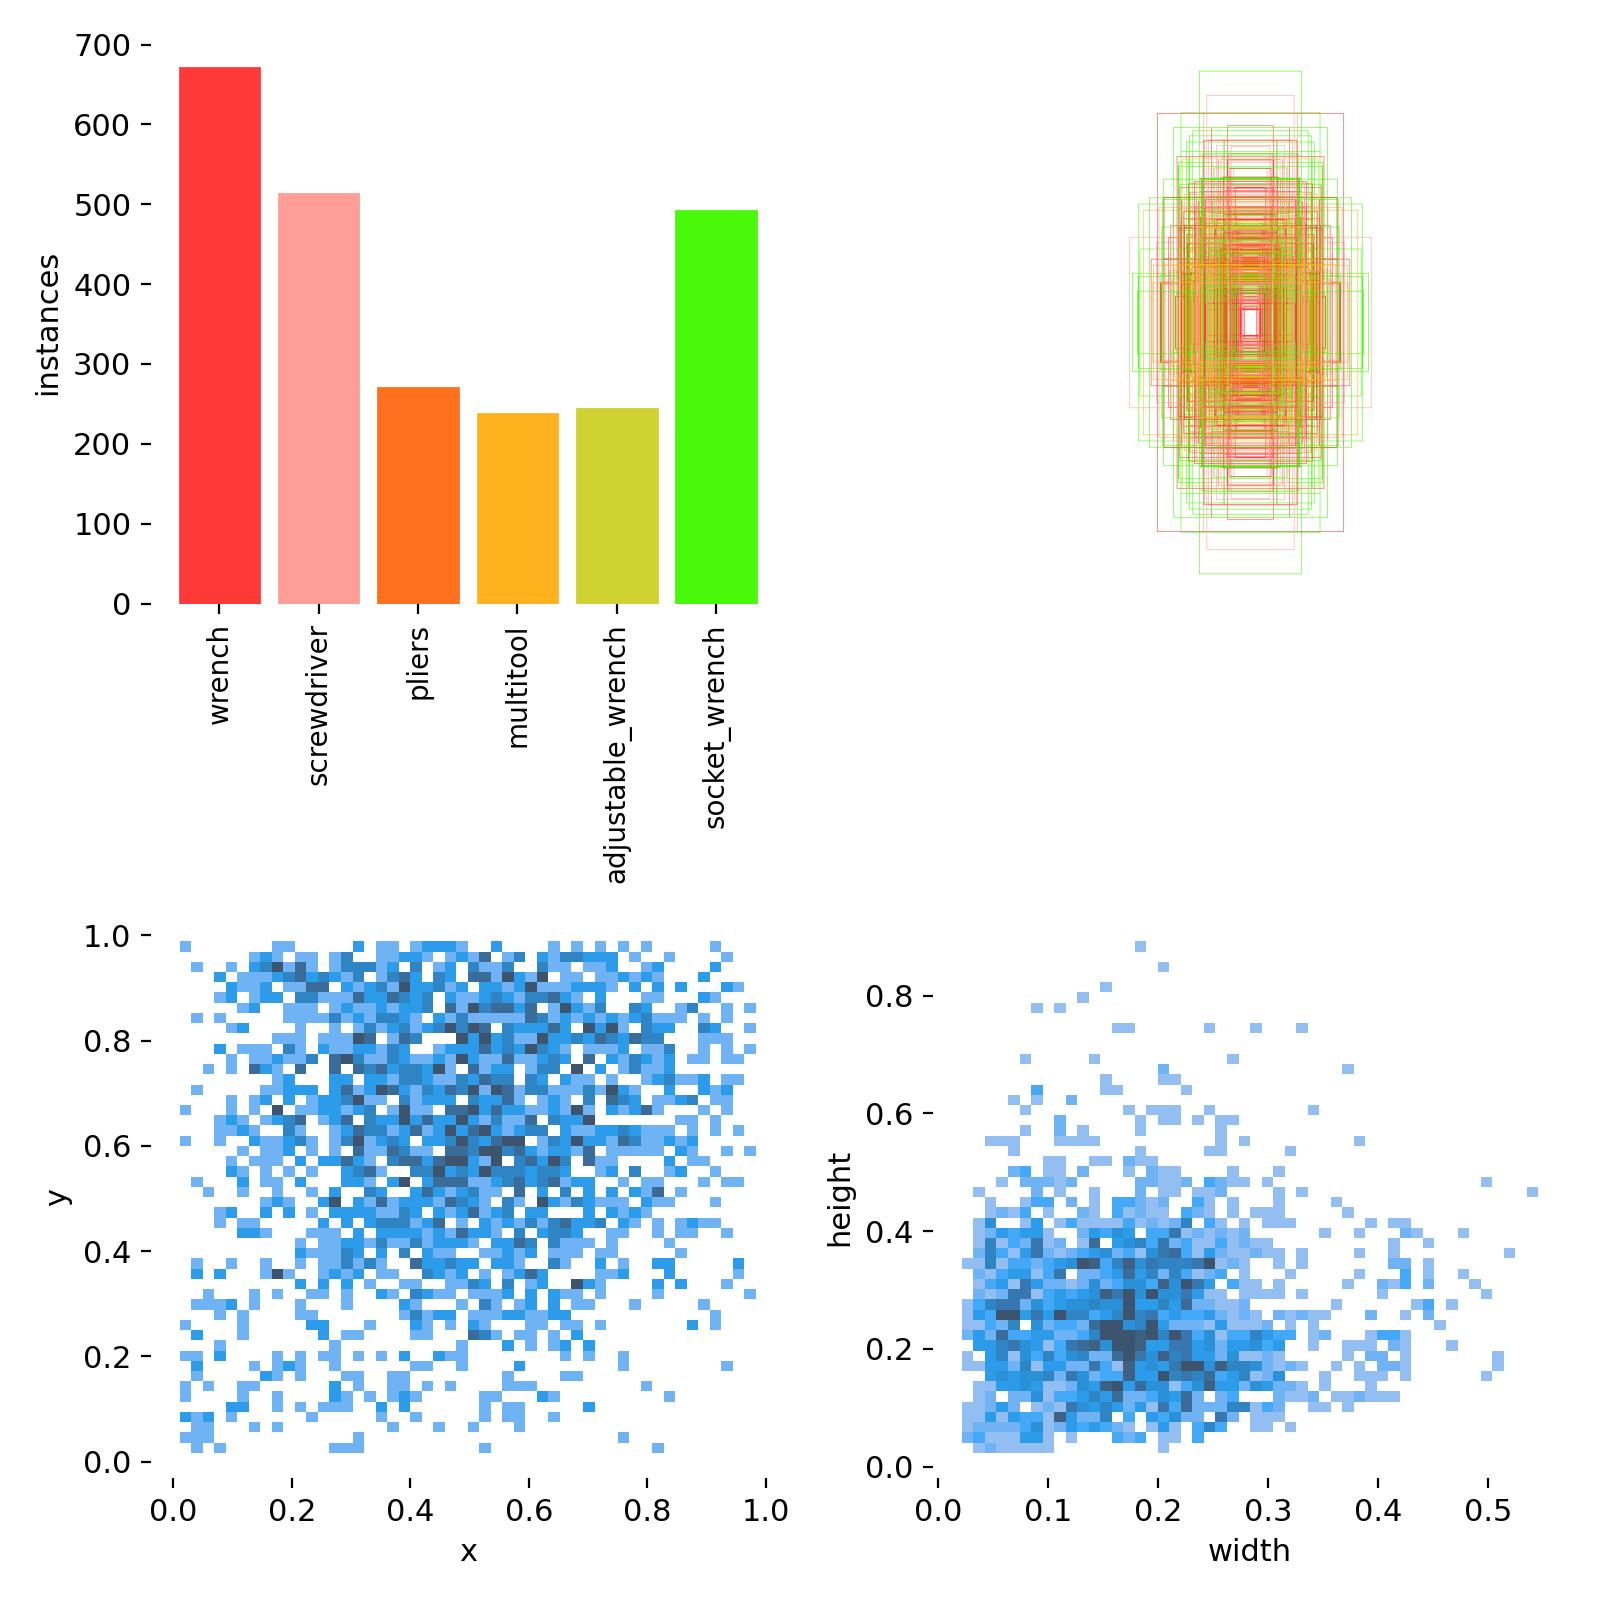 700
600
500
400
300
200
100
0
instances
wrench
screwdriver
pliers
multitool
adjustable_wrench
socket_wrench
1.0
0.8
0.6
0.4
0.2
0.0
y
0.0 0.2 0.4 0.6 0.8 1.0
x
0.8
0.6
0.4
0.2
0.0
height
0.0 0.1 0.2 0.3 0.4 0.5
width